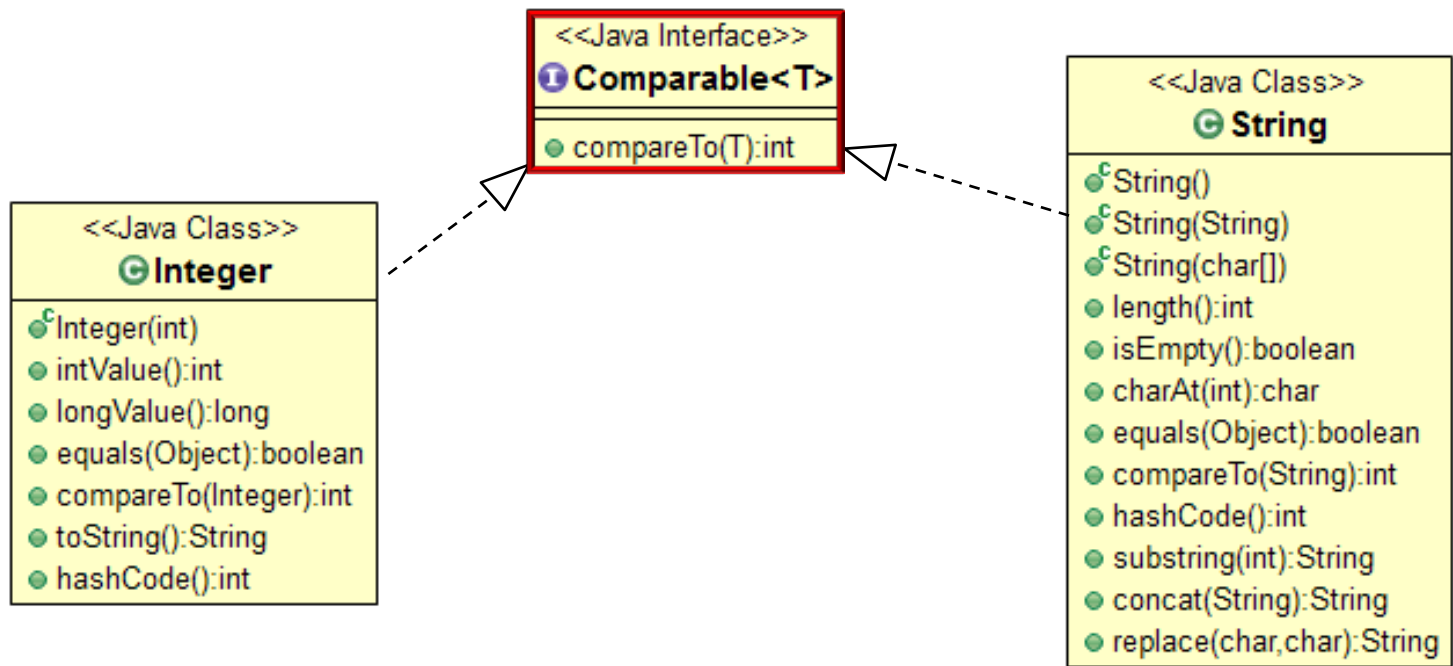 <<Java Interface>>
I Comparable<T>
compareTo(T):int
<<Java Class>>
C Integer
c Integer(int)
intValue():int
longValue():long
equals(Object):boolean
compareTo(Integer):int
toString():String
hashCode():int
<<Java Class>>
C String
c String()
c String(String)
c String(char[])
length():int
isEmpty():boolean
charAt(int):char
equals(Object):boolean
compareTo(String):int
hashCode():int
substring(int):String
concat(String):String
replace(char,char):String